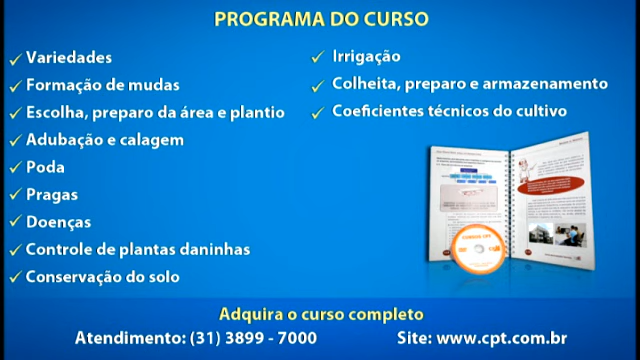 PROGRAMA DO CURSO
Variedades
Formação de mudas
Escolha, preparo da área e plantio
Adubação e calagem
Poda
Pragas
Doenças
Controle de plantas daninhas
Conservação do solo
Irrigação
Colheita, preparo e armazenamento
Coeficientes técnicos do cultivo
Adquira o curso completo
Atendimento: (31) 3899 - 7000
Site: www.cpt.com.br